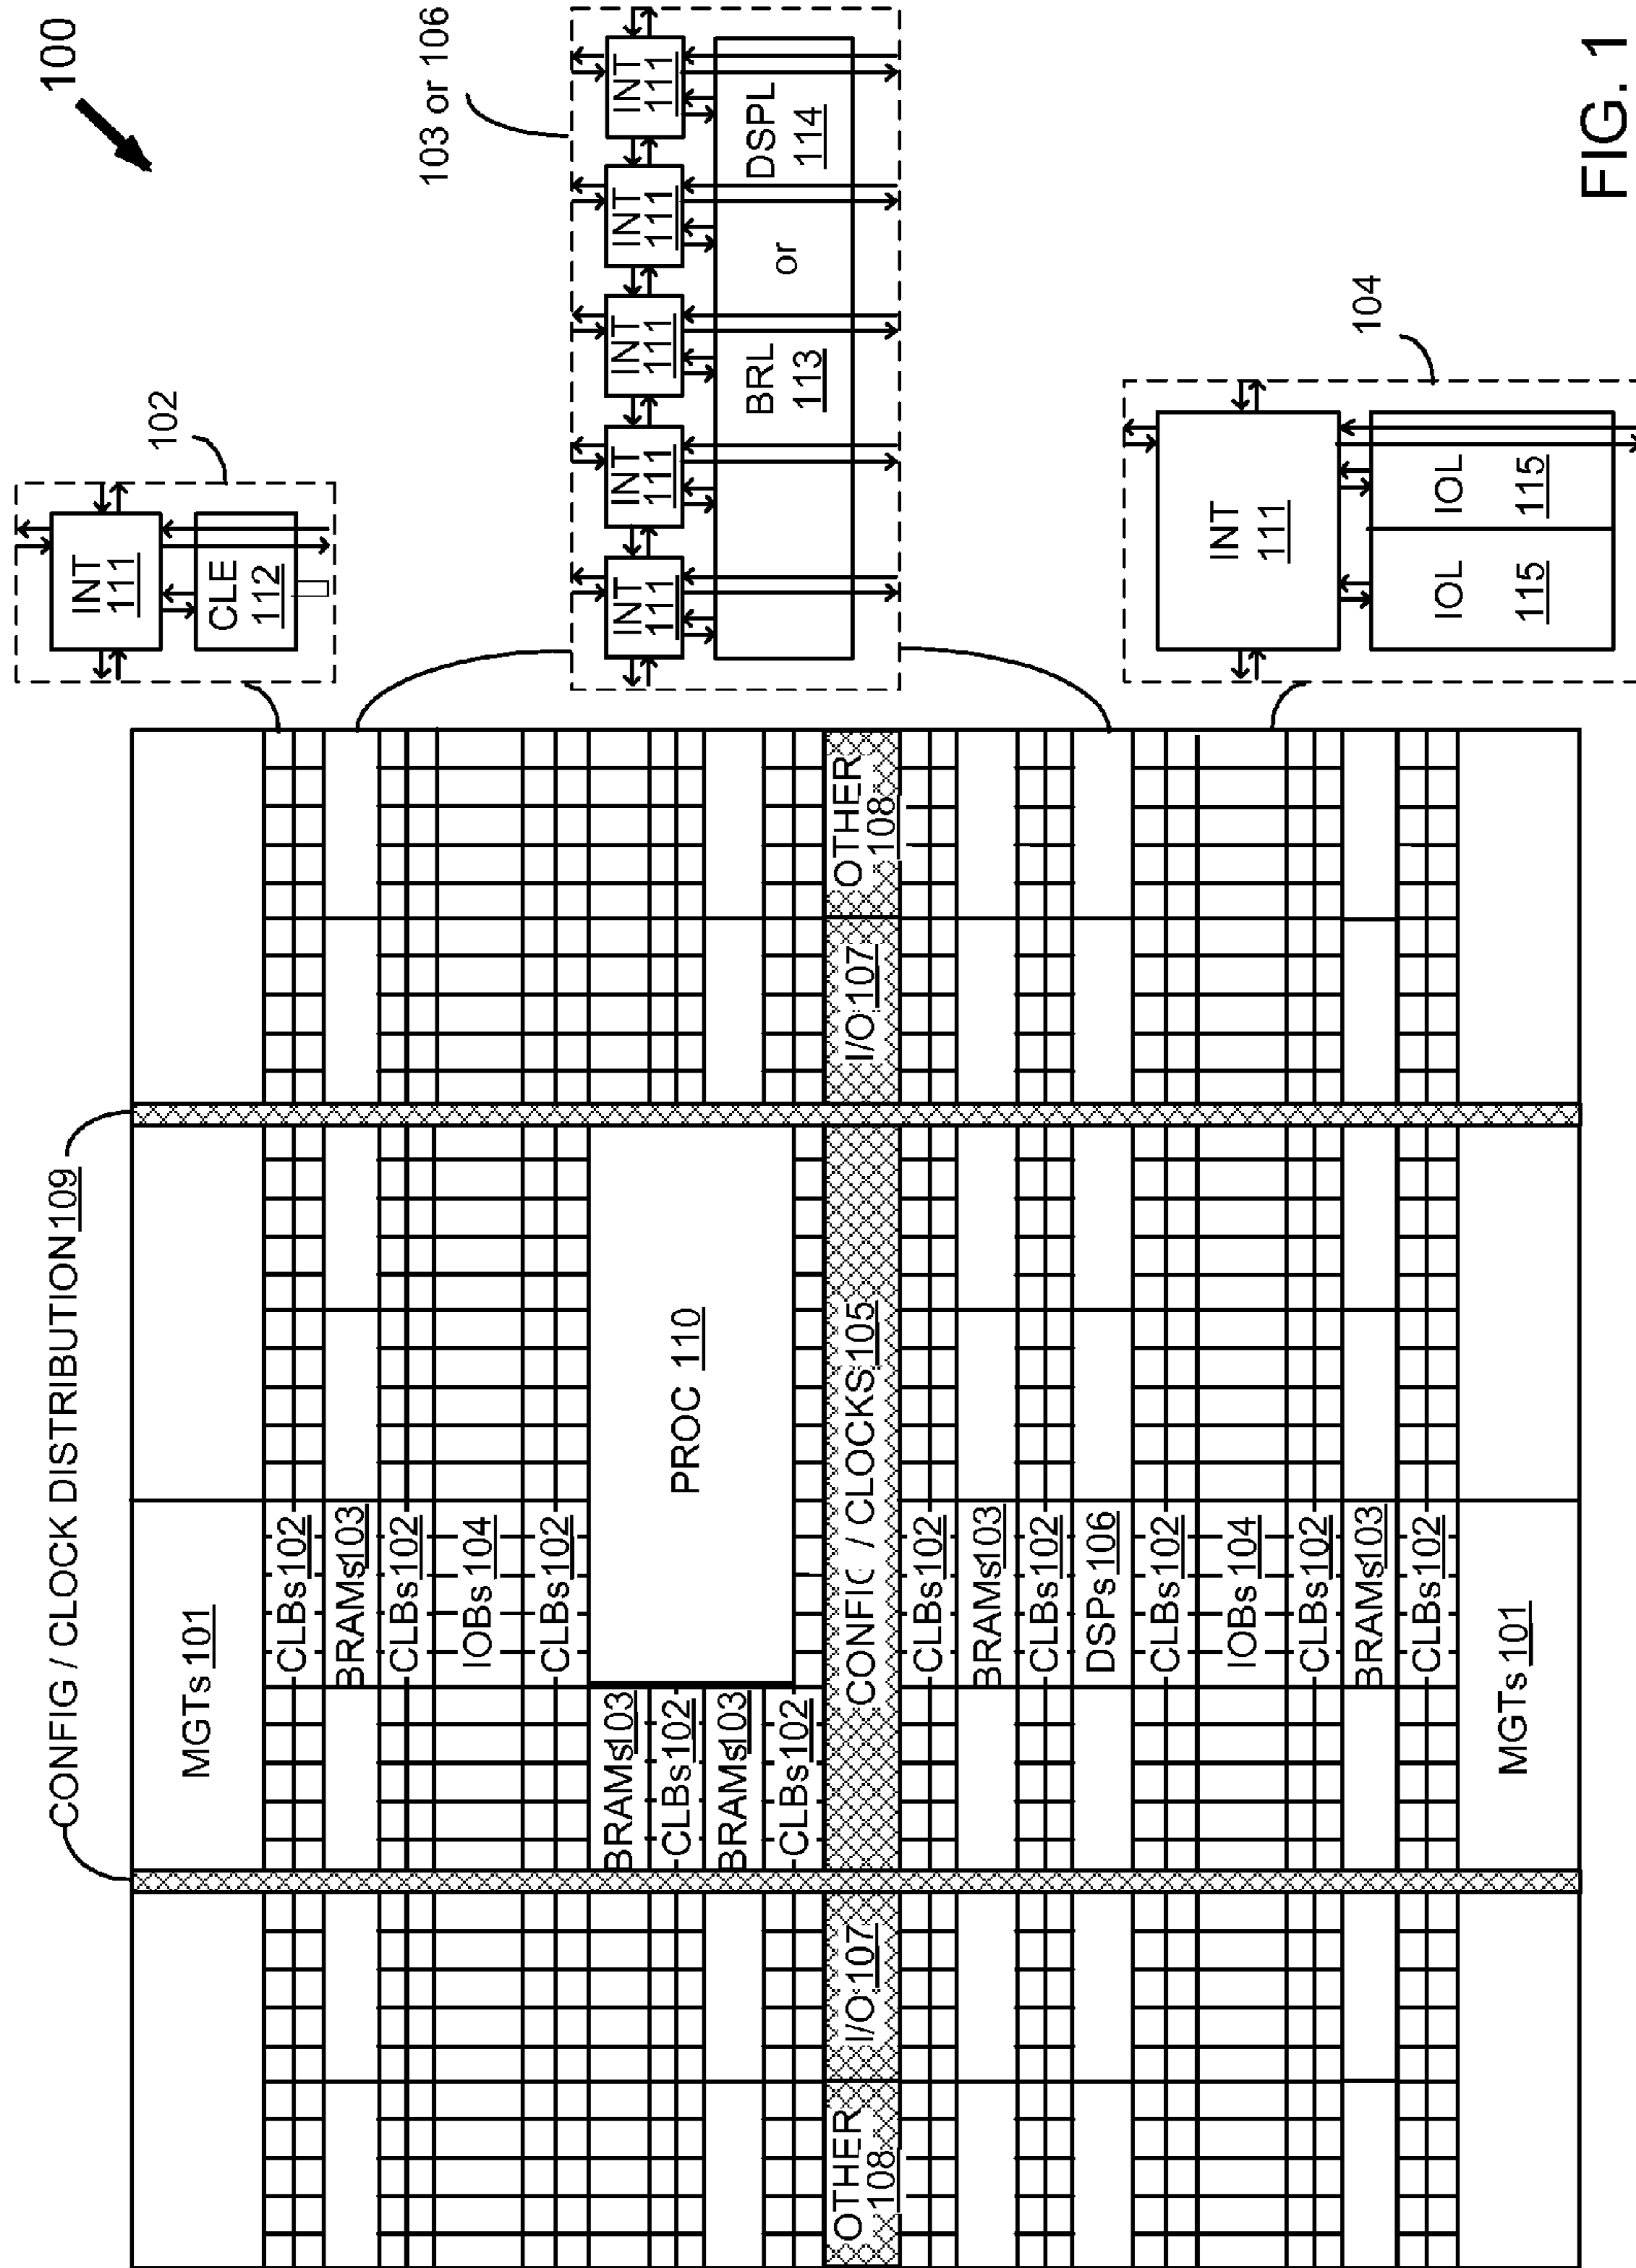 100
CONFIG / CLOCK DISTRIBUTION 109
MGTs 101
CLBs 102
BRAMs 103
CLBs 102
IOBs 104
CLBs 102
BRAMs 103
CLBs 102
BRAMs 103
CLBs 102
PROC 110
OTHER
108
I/O 107
CONFIG / CLOCKS 105
I/O 107
OTHER
108
CLBs 102
BRAMs 103
CLBs 102
DSPs 106
CLBs 102
IOBs 104
CLBs 102
BRAMs 103
CLBs 102
MGTs 101
102
INT
111
CLE
112
103 or 106
INT
111
INT
111
INT
111
INT
111
INT
111
BRL
113
or
DSPL
114
104
INT
111
IOL
115
IOL
115
FIG. 1